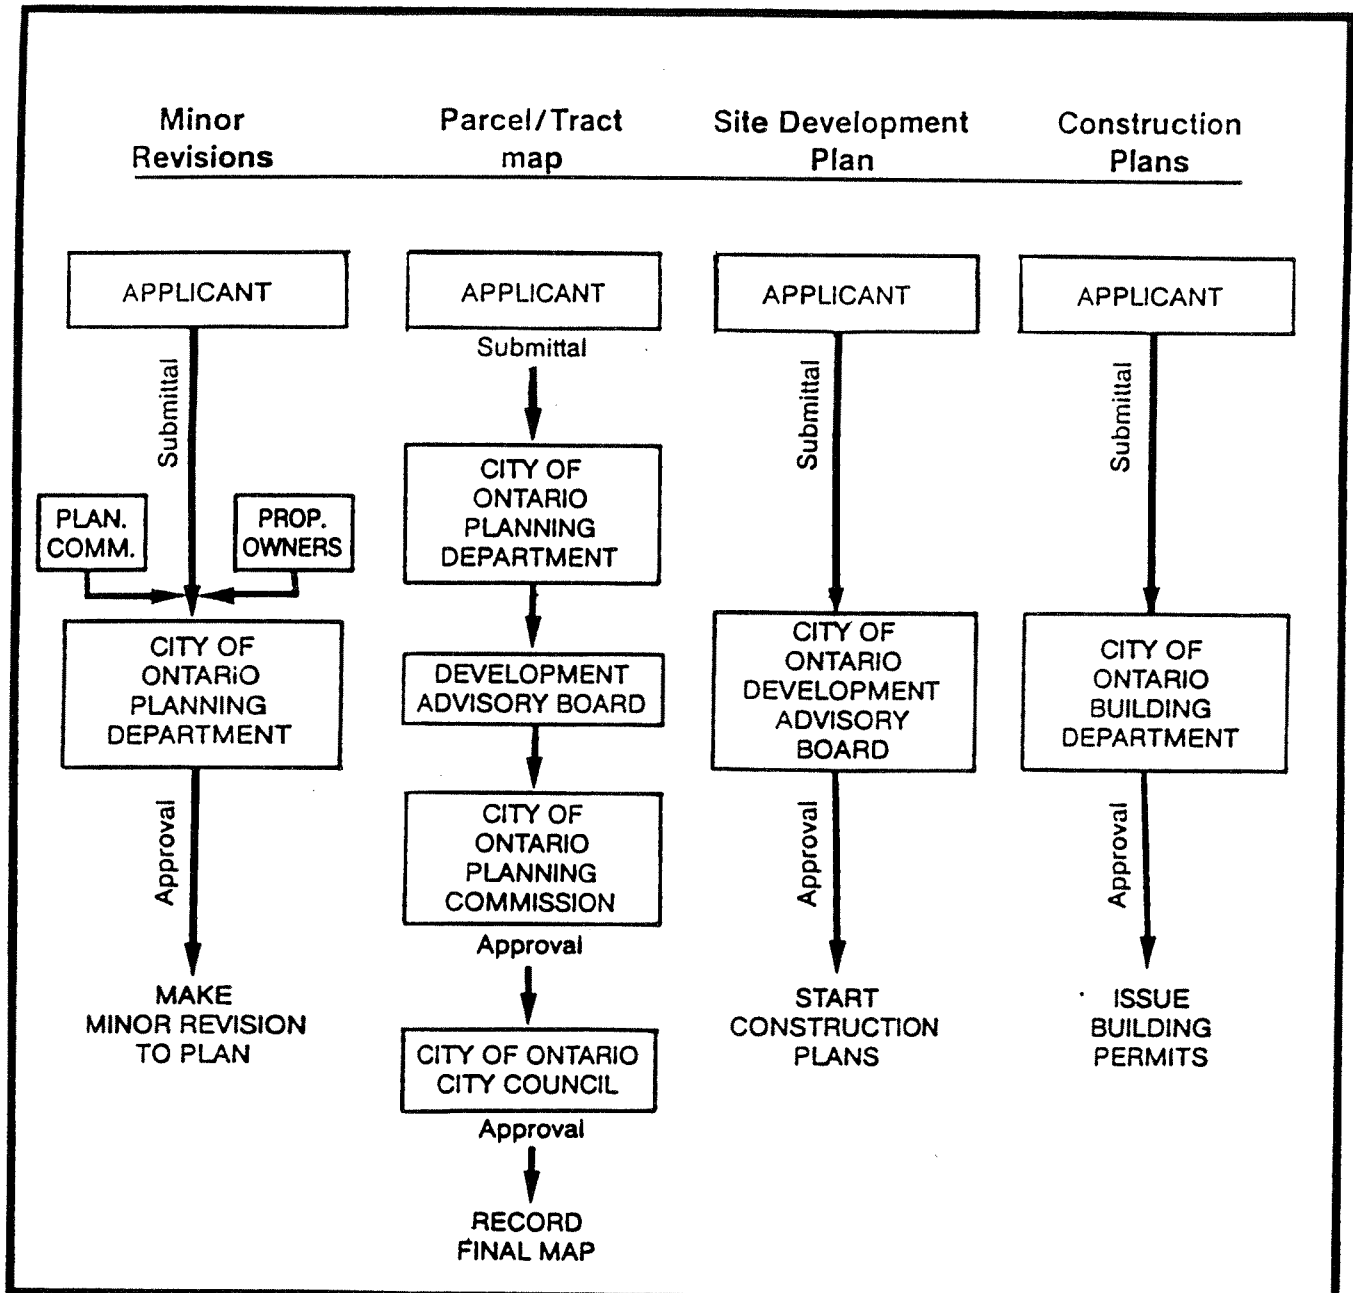 Minor
Revisions
Parcel/Tract
map
Site Development
Plan
Construction
Plans
APPLICANT
Submittal
PLAN.
COMM.
PROP.
OWNERS
CITY OF
ONTARiO
PLANNING
DEPARTMENT
Approval
MAKE
MINOR REVISION
TO PLAN
APPLICANT
Submittal
CITY OF
ONTARIO
PLANNING
DEPARTMENT
DEVELOPMENT
ADVISORY BOARD
CITY OF
ONTARIO
PLANNING
COMMISSION
Approval
CITY OF ONTARIO
CITY COUNCIL
Approval
RECORD
FINAL MAP
APPLICANT
Submittal
CITY OF
ONTARIO
DEVELOPMENT
ADVISORY
BOARD
Approval
START
CONSTRUCTION
PLANS
APPLICANT
Submittal
CITY OF
ONTARIO
BUILDING
DEPARTMENT
Approval
ISSUE
BUILDING
PERMITS